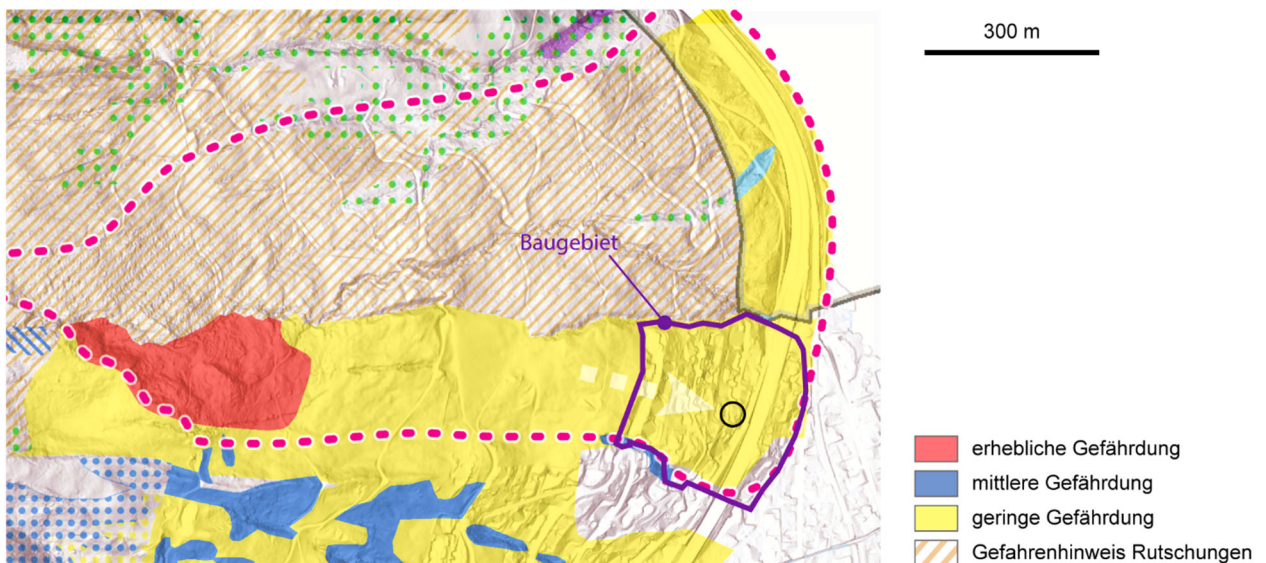 300 m
Baugebiet
erhebliche Gefährdung
mittlere Gefährdung
geringe Gefährdung
Gefahrenhinweis Rutschungen